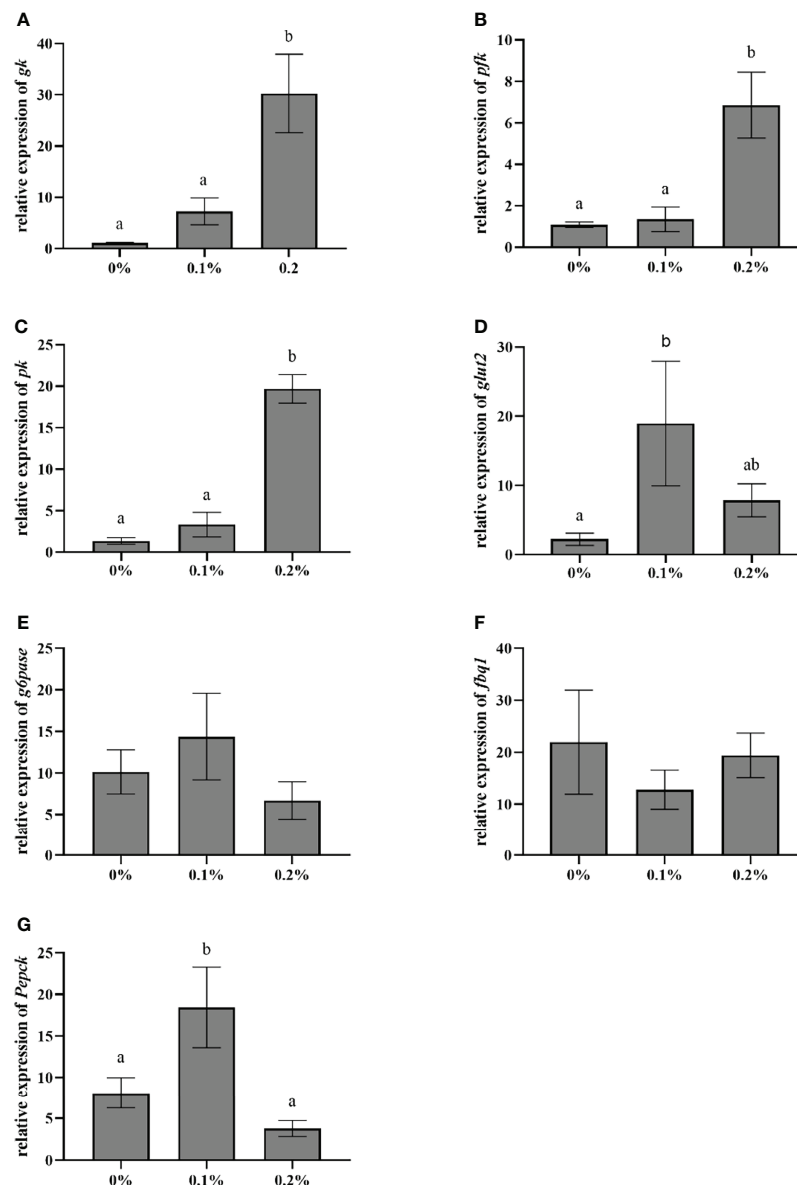 A
relative expression of gk
40
30
20
10
0
a
a
b
0%
0.1%
0.2
B
relative expression of pfk
10
8
6
4
2
0
a
a
b
0%
0.1%
0.2%
C
relative expression of pk
25
20
15
10
5
0
a
a
b
0%
0.1%
0.2%
D
relative expression of glut2
30
20
10
0
a
b
ab
0%
0.1%
0.2%
E
relative expression of g6pase
25
20
15
10
5
0
0%
0.1%
0.2%
F
relative expression of fbq1
40
30
20
10
0
0%
0.1%
0.2%
G
relative expression of Pepck
25
20
15
10
5
0
a
b
a
0%
0.1%
0.2%